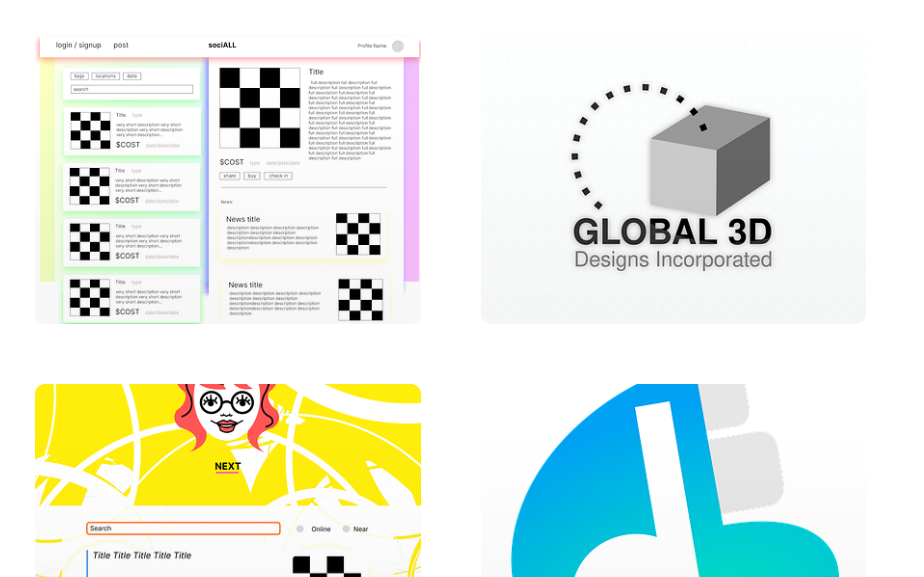 login / signup post sociALL Profile Name
tags locations date
search
Title type
very short description very short
description very short description
very short description...
$COST date/date/date
Title type
very short description very short
description very short description
very short description...
$COST date/date/date
Title type
very short description very short
description very short description
very short description...
$COST date/date/date
Title type
very short description very short
description very short description
very short description...
$COST date/date/date
Title
full description full description full
description full description full description
full description full description full
description full description full description
full description full description full
description full description full description
full description full description full
description full description full description
full description full description full
description full description full description
full description full description full
description full description full description
full description full description full
description full description
$COST type date/date/date
share buy check in
News
News title
description description description description
description description description
descriptiondescription description description
descriptiondescription description description
description
News title
description description description description
description description description
descriptiondescription description description
descriptiondescription description description
description
GLOBAL 3D
Designs Incorporated
NEXT
Search Online Near
Title Title Title Title Title